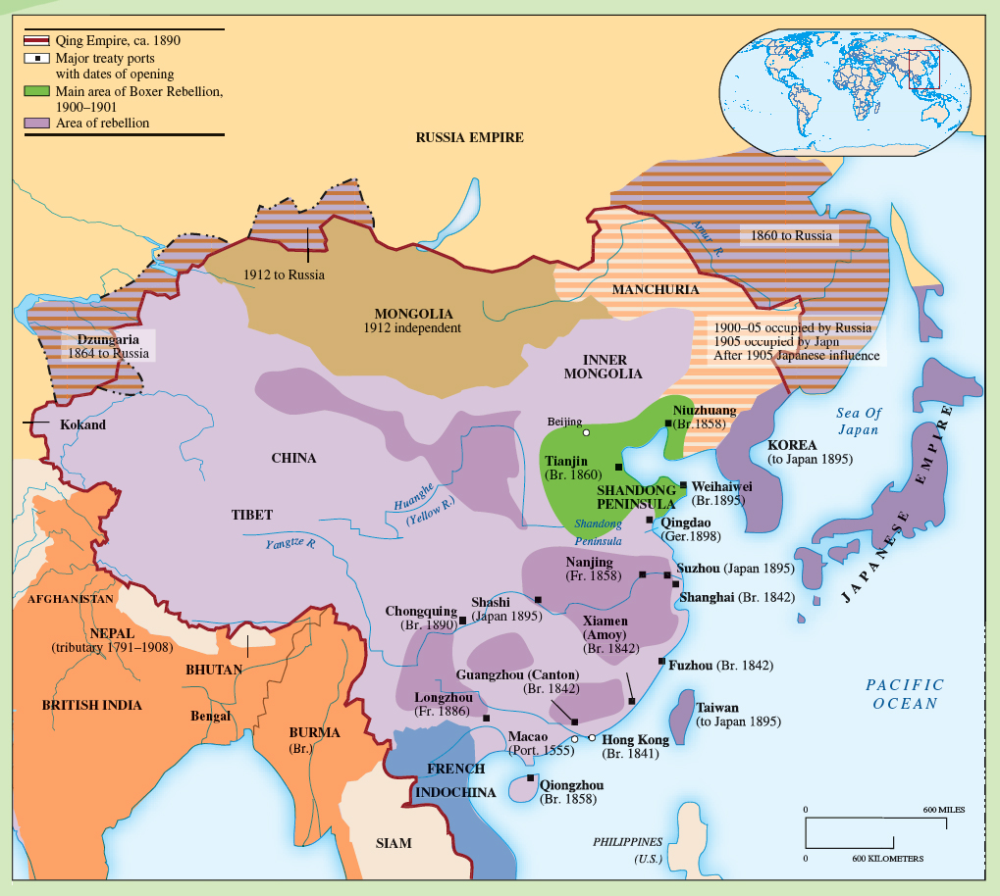 Qing Empire, ca. 1890
Major treaty ports
with dates of opening
Main area of Boxer Rebellion,
1900–1901
Area of rebellion
RUSSIA EMPIRE
Amur R.
1860 to Russia
1912 to Russia
MANCHURIA
MONGOLIA
1912 independent
1900–05 occupied by Russia
1905 occupied by Japn
After 1905 Japanese influence
Dzungaria
1864 to Russia
INNER
MONGOLIA
Kokand
Beijing
Niuzhuang
(Br.1858)
Sea Of
Japan
KOREA
(to Japan 1895)
CHINA
Tianjin
(Br. 1860)
SHANDONG
PENINSULA
Weihaiwei
(Br.1895)
JAPANESE EMPIRE
Huanghe
(Yellow R.)
TIBET
Yangtze R
Shandong
Peninsula
Qingdao
(Ger.1898)
Nanjing
(Fr. 1858)
Suzhou (Japan 1895)
Shanghai (Br. 1842)
AFGHANISTAN
Shashi
(Japan 1895)
Chongquing
(Br. 1890)
Xiamen
(Amoy)
(Br. 1842)
NEPAL
(tributary 1791–1908)
BHUTAN
Fuzhou (Br. 1842)
Guangzhou (Canton)
(Br. 1842)
PACIFIC
OCEAN
BRITISH INDIA
Bengal
Longzhou
(Fr. 1886)
Taiwan
(to Japan 1895)
BURMA
(Br.)
Macao
(Port. 1555)
Hong Kong
(Br. 1841)
FRENCH
INDOCHINA
Qiongzhou
(Br. 1858)
SIAM
PHILIPPINES
(U.S.)
0 600 MILES
0 600 KILOMETERS